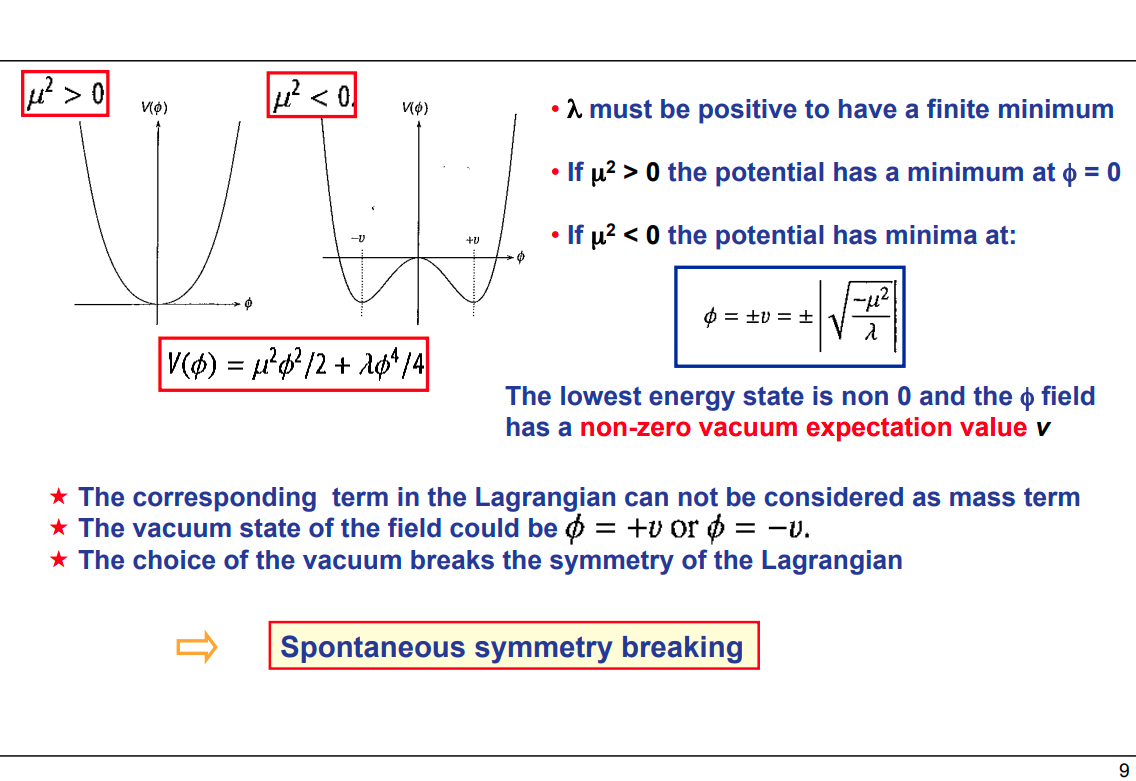 μ² > 0
V(ϕ)
ϕ
μ² < 0.
V(ϕ)
−υ
+υ
ϕ
V(ϕ) = μ²ϕ²/2 + λϕ⁴/4
• λ must be positive to have a finite minimum
• If μ² > 0 the potential has a minimum at ϕ = 0
• If μ² < 0 the potential has minima at:
ϕ = ±υ = ± |√(−μ²/λ)|
The lowest energy state is non 0 and the ϕ field
has a non-zero vacuum expectation value v
★ The corresponding term in the Lagrangian can not be considered as mass term
★ The vacuum state of the field could be ϕ = +υ or ϕ = −υ.
★ The choice of the vacuum breaks the symmetry of the Lagrangian
⇨ Spontaneous symmetry breaking
9